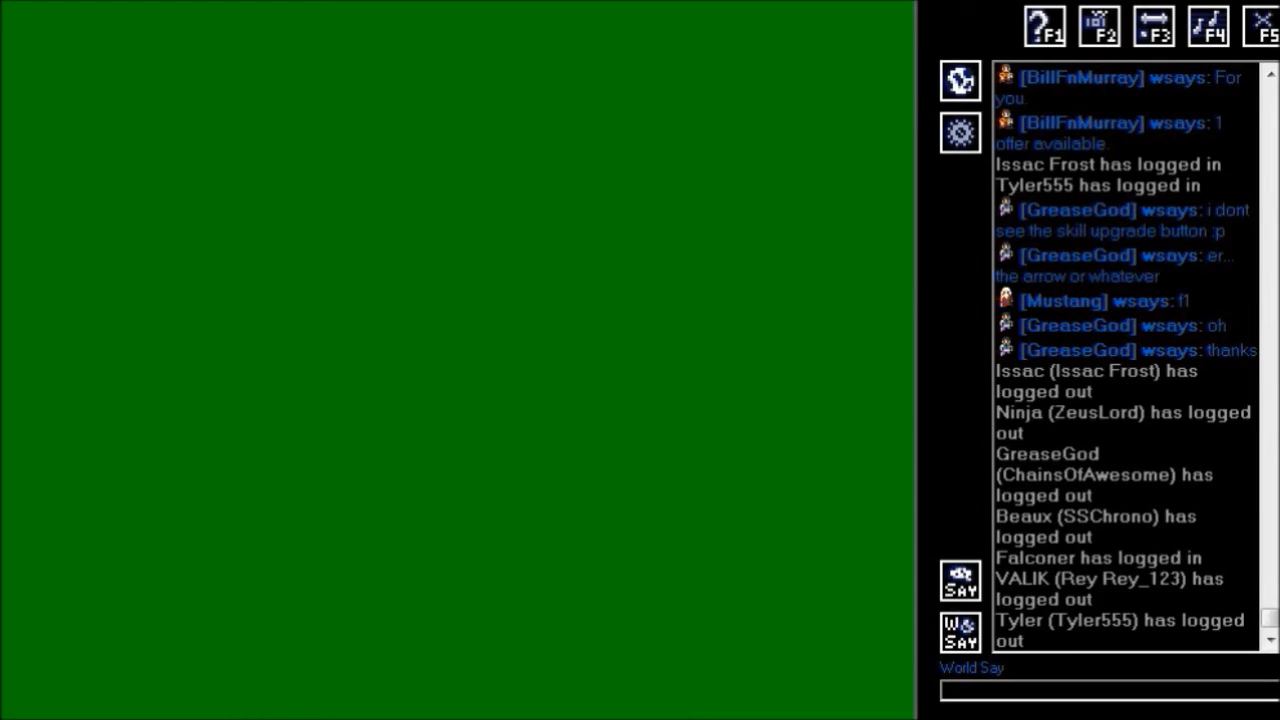 ?F1 F2 F3 F4 F5
[BillFnMurray] wsays: For
you.
[BillFnMurray] wsays: 1
offer available.
Issac Frost has logged in
Tyler555 has logged in
[GreaseGod] wsays: i dont
see the skill upgrade button :p
[GreaseGod] wsays: er...
the arrow or whatever
[Mustang] wsays: f1
[GreaseGod] wsays: oh
[GreaseGod] wsays: thanks
Issac (Issac Frost) has
logged out
Ninja (ZeusLord) has logged
out
GreaseGod
(ChainsOfAwesome) has
logged out
Beaux (SSChrono) has
logged out
Falconer has logged in
VALIK (Rey Rey_123) has
logged out
Tyler (Tyler555) has logged
out
SAY
W&
SAY
World Say